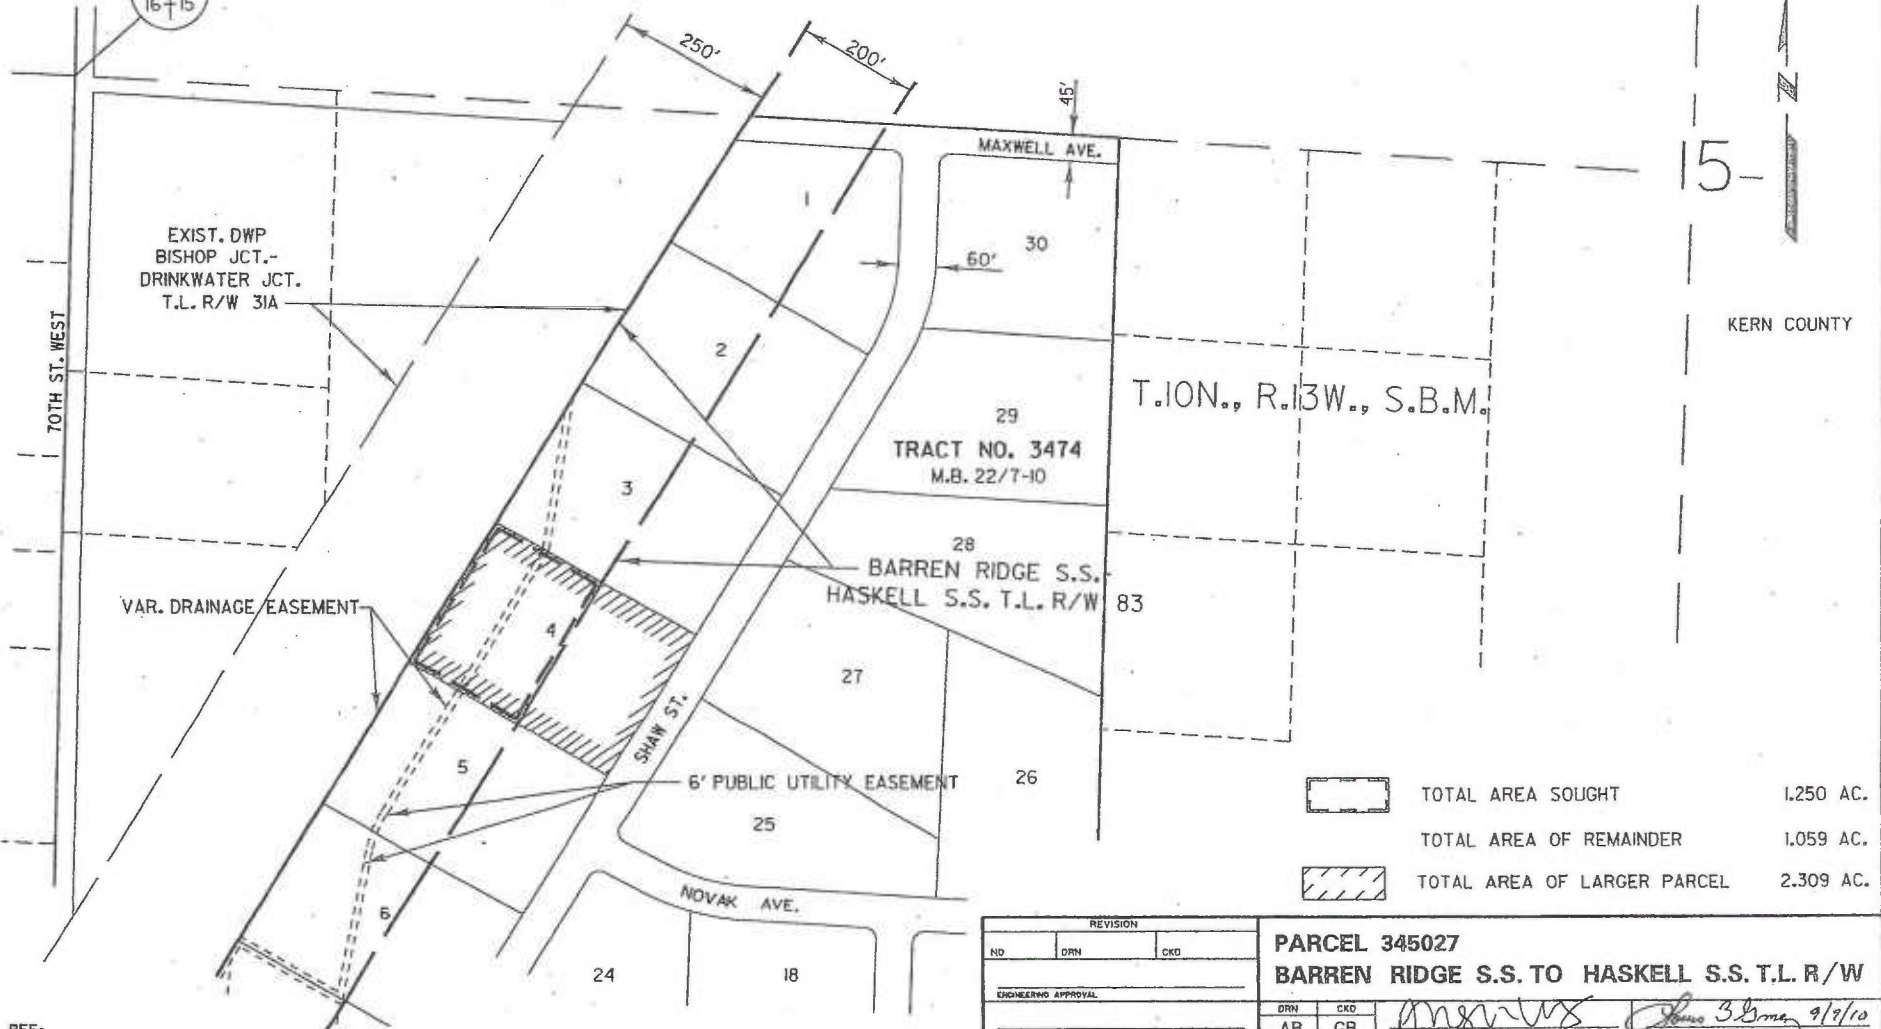 16 15
250'
200'
45'
MAXWELL AVE.
15
N
1
30
60'
EXIST. DWP
BISHOP JCT.-
DRINKWATER JCT.
T.L. R/W 31A
70TH ST. WEST
KERN COUNTY
2
T.10N., R.13W., S.B.M.
29
TRACT NO. 3474
M.B. 22/7-10
3
28
BARREN RIDGE S.S.-
HASKELL S.S. T.L. R/W
83
VAR. DRAINAGE EASEMENT
4
27
SHAW ST.
5
6' PUBLIC UTILITY EASEMENT
26
25
TOTAL AREA SOUGHT 1.250 AC.
TOTAL AREA OF REMAINDER 1.059 AC.
TOTAL AREA OF LARGER PARCEL 2.309 AC.
NOVAK AVE.
6
24
18
REVISION
NO DRN CKD
ENGINEERING APPROVAL
PARCEL 345027
BARREN RIDGE S.S. TO HASKELL S.S. T.L. R/W
DRN CKD
AR CR
9/9/10
REF: